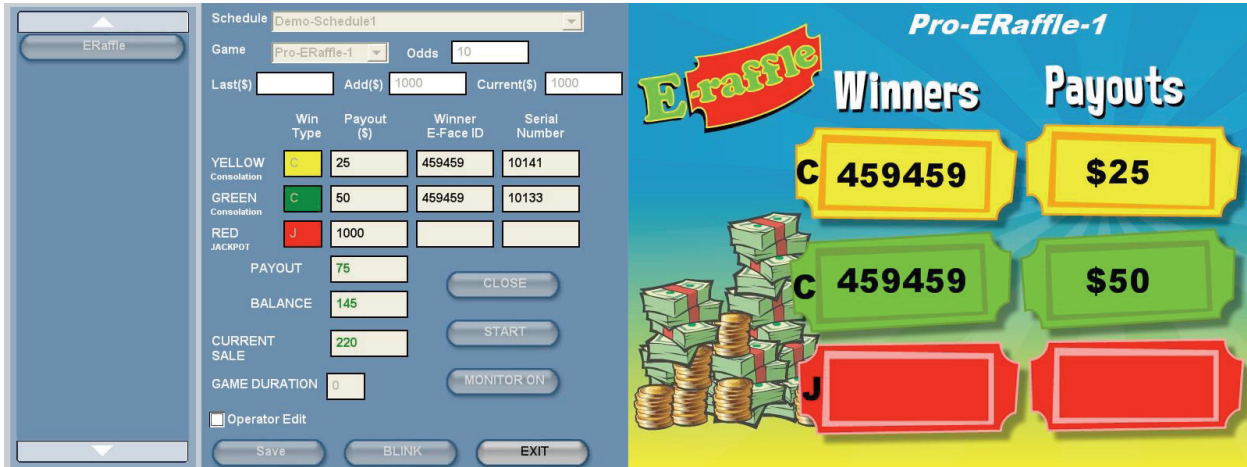 ERaffle
Schedule Demo-Schedule1
Game Pro-ERaffle-1 Odds 10
Last($) Add($) 1000 Current($) 1000
Win Type Payout ($) Winner E-Face ID Serial Number
YELLOW Consolation C 25 459459 10141
GREEN Consolation C 50 459459 10133
RED JACKPOT J 1000
PAYOUT 75
BALANCE 145
CLOSE
CURRENT SALE 220
START
GAME DURATION 0
MONITOR ON
Operator Edit
Save BLINK EXIT
Pro-ERaffle-1
E-raffle Winners Payouts
C 459459 $25
C 459459 $50
J